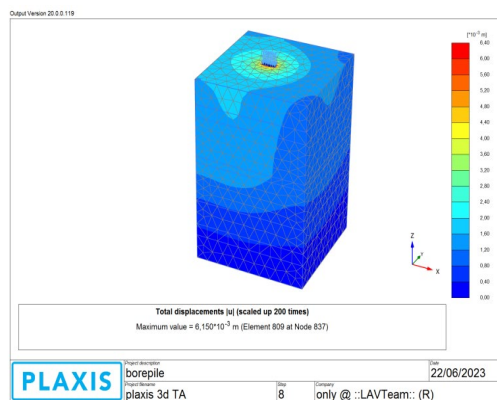 Output Version 20.0.0.119
[*10⁻³ m]
6,40
6,00
5,60
5,20
4,80
4,40
4,00
3,60
3,20
2,80
2,40
2,00
1,60
1,20
0,80
0,40
0,00
Z
Y
X
Total displacements |u| (scaled up 200 times)
Maximum value = 6,150*10⁻³ m (Element 809 at Node 837)
PLAXIS
Project description
borepile
Date
22/06/2023
Project filename
plaxis 3d TA
Step
8
Company
only @ ::LAVTeam:: (R)